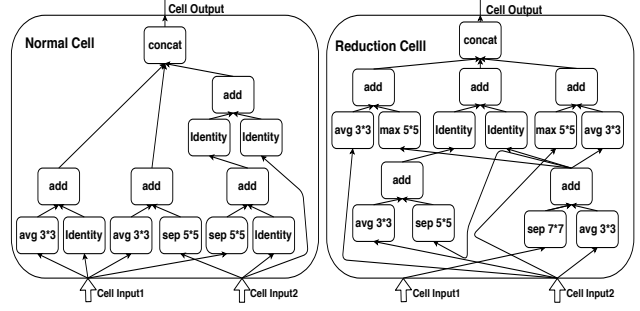 Cell Output
Cell Output
Normal Cell
concat
Reduction Celll
concat
add
add
add
add
Identity
Identity
avg 3*3
max 5*5
Identity
Identity
max 5*5
avg 3*3
add
add
add
add
add
avg 3*3
Identity
avg 3*3
sep 5*5
sep 5*5
Identity
avg 3*3
sep 5*5
sep 7*7
avg 3*3
Cell Input1
Cell Input2
Cell Input1
Cell Input2